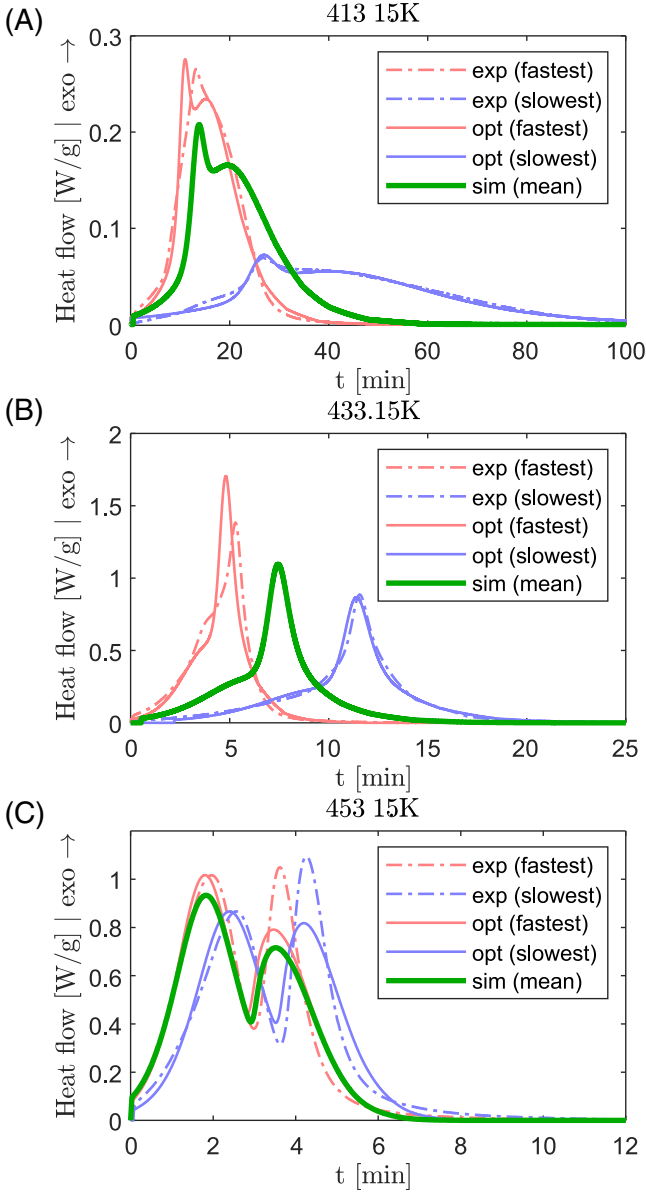 (A)
413 15K
Heat flow [W/g] | exo →
0.3
0.2
0.1
0
exp (fastest)
exp (slowest)
opt (fastest)
opt (slowest)
sim (mean)
0 20 40 60 80 100
t [min]
(B)
433.15K
Heat flow [W/g] | exo →
2
1.5
1
0.5
0
exp (fastest)
exp (slowest)
opt (fastest)
opt (slowest)
sim (mean)
0 5 10 15 20 25
t [min]
(C)
453 15K
Heat flow [W/g] | exo →
1
0.8
0.6
0.4
0.2
0
exp (fastest)
exp (slowest)
opt (fastest)
opt (slowest)
sim (mean)
0 2 4 6 8 10 12
t [min]